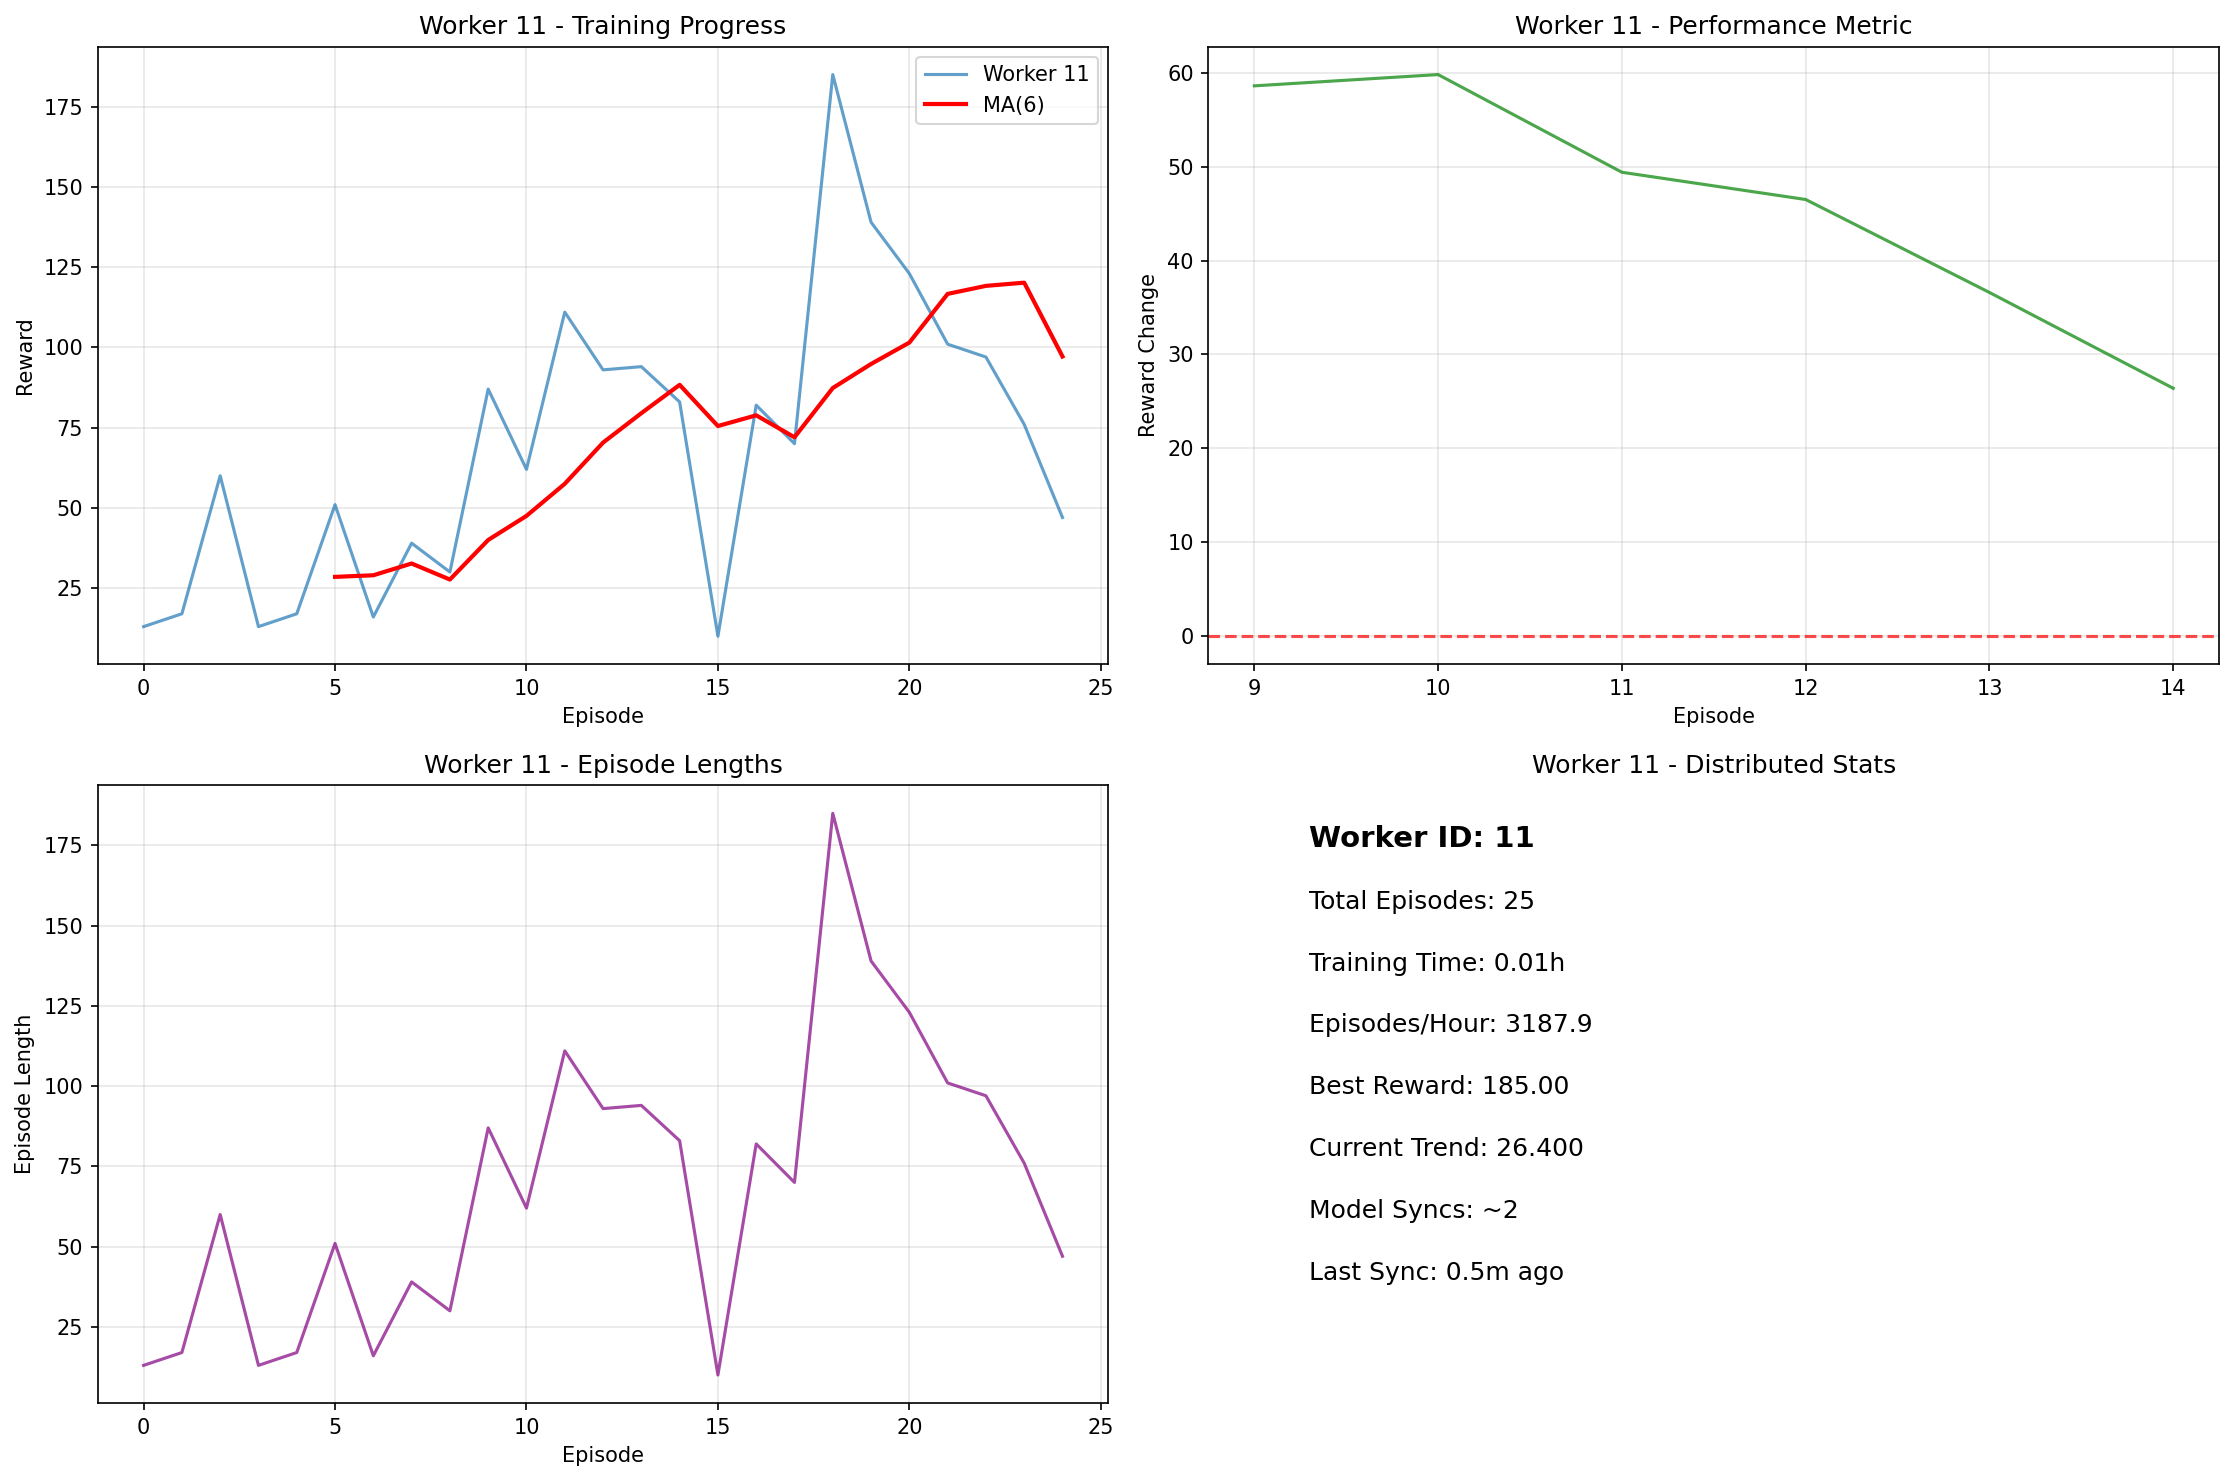 Worker 11 - Training Progress
Worker 11
MA(6)
Reward
175
150
125
100
75
50
25
0 5 10 15 20 25
Episode
Worker 11 - Performance Metric
Reward Change
60
50
40
30
20
10
0
9 10 11 12 13 14
Episode
Worker 11 - Episode Lengths
Episode Length
175
150
125
100
75
50
25
0 5 10 15 20 25
Episode
Worker 11 - Distributed Stats
Worker ID: 11
Total Episodes: 25
Training Time: 0.01h
Episodes/Hour: 3187.9
Best Reward: 185.00
Current Trend: 26.400
Model Syncs: ~2
Last Sync: 0.5m ago